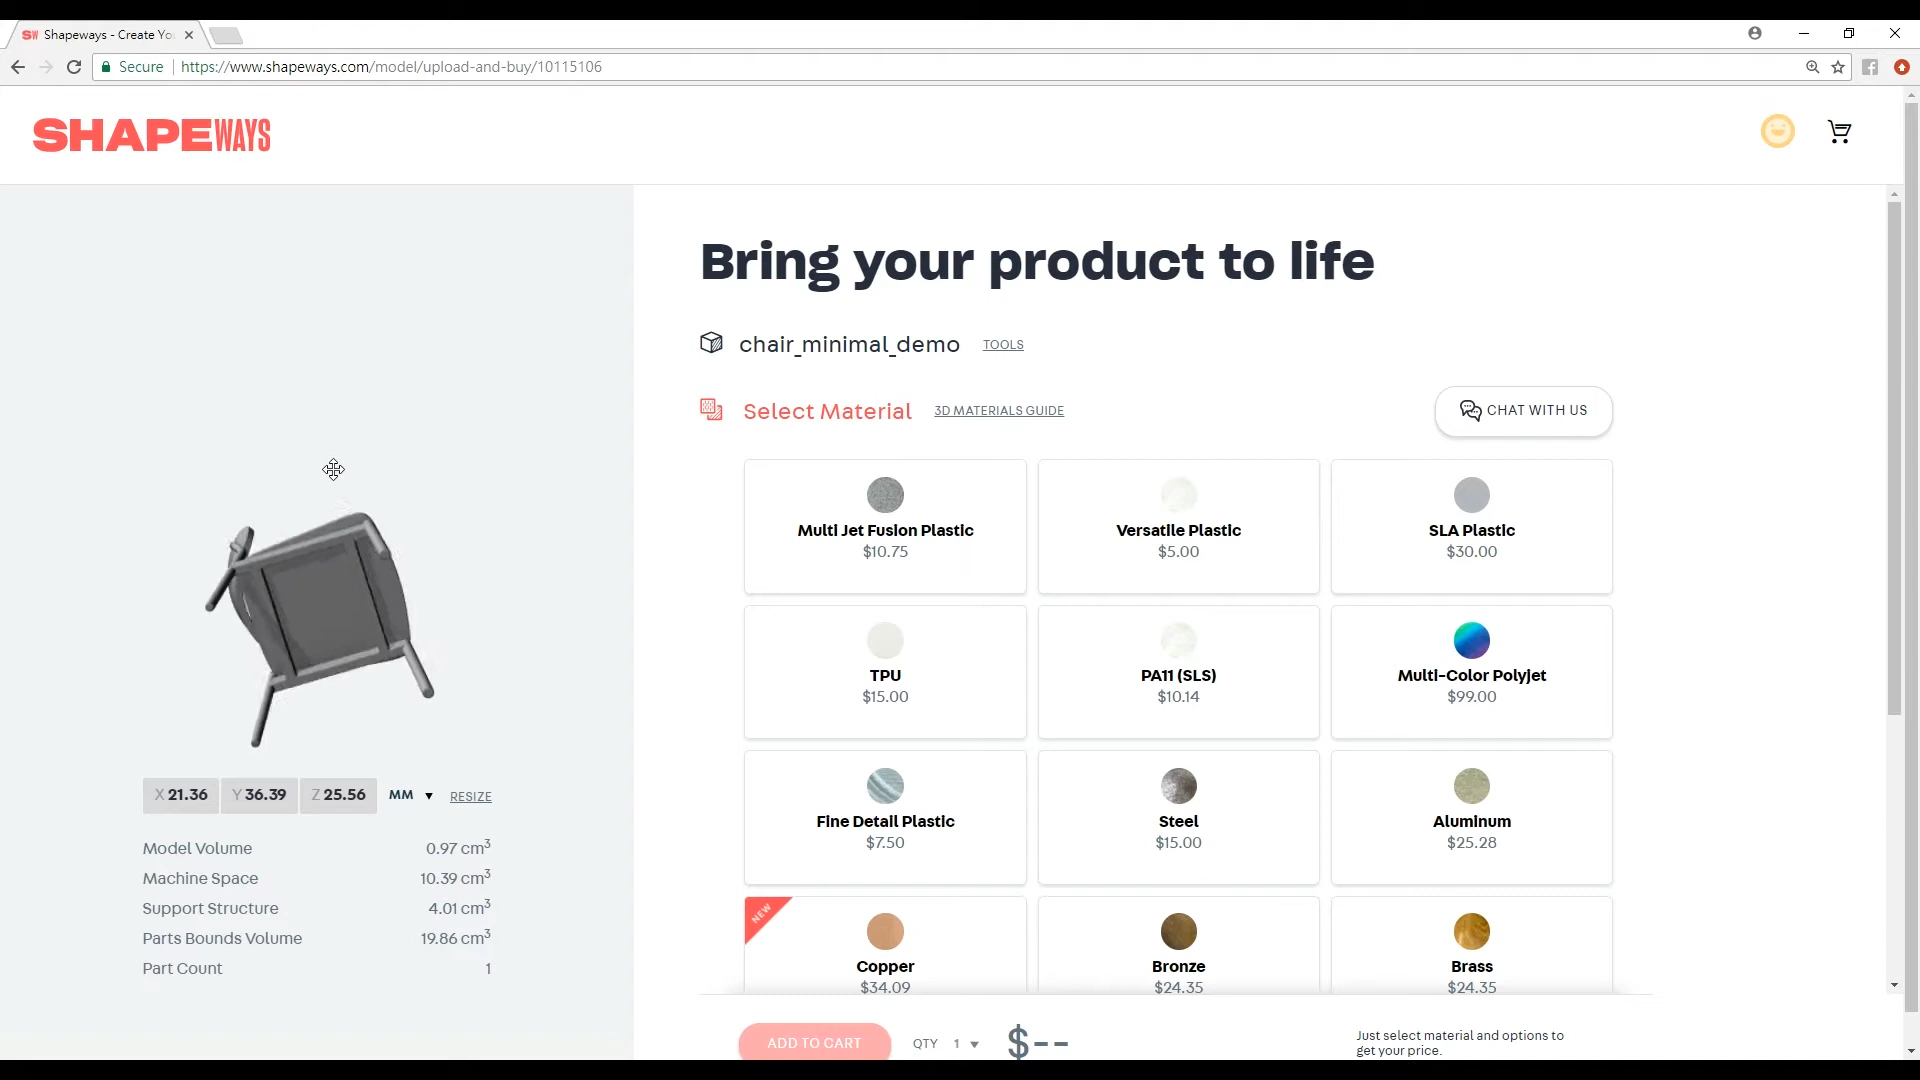 SW Shapeways - Create Yo
Secure
https://www.shapeways.com/model/upload-and-buy/10115106
SHAPEWAYS
Bring your product to life
chair_minimal_demo TOOLS
Select Material 3D MATERIALS GUIDE
CHAT WITH US
Multi Jet Fusion Plastic
$10.75
Versatile Plastic
$5.00
SLA Plastic
$30.00
TPU
$15.00
PA11 (SLS)
$10.14
Multi-Color Polyjet
$99.00
Fine Detail Plastic
$7.50
Steel
$15.00
Aluminum
$25.28
NEW
Copper
$34.09
Bronze
$24.35
Brass
$24.35
X 21.36 Y 36.39 Z 25.56 MM RESIZE
Model Volume 0.97 cm³
Machine Space 10.39 cm³
Support Structure 4.01 cm³
Parts Bounds Volume 19.86 cm³
Part Count 1
ADD TO CART QTY 1 $--
Just select material and options to
get your price.